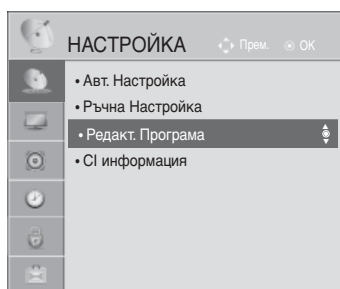 НАСТРОЙКА Прем. OK
• Авт. Настройка
• Ръчна Настройка
• Редакт. Програма
• CI информация